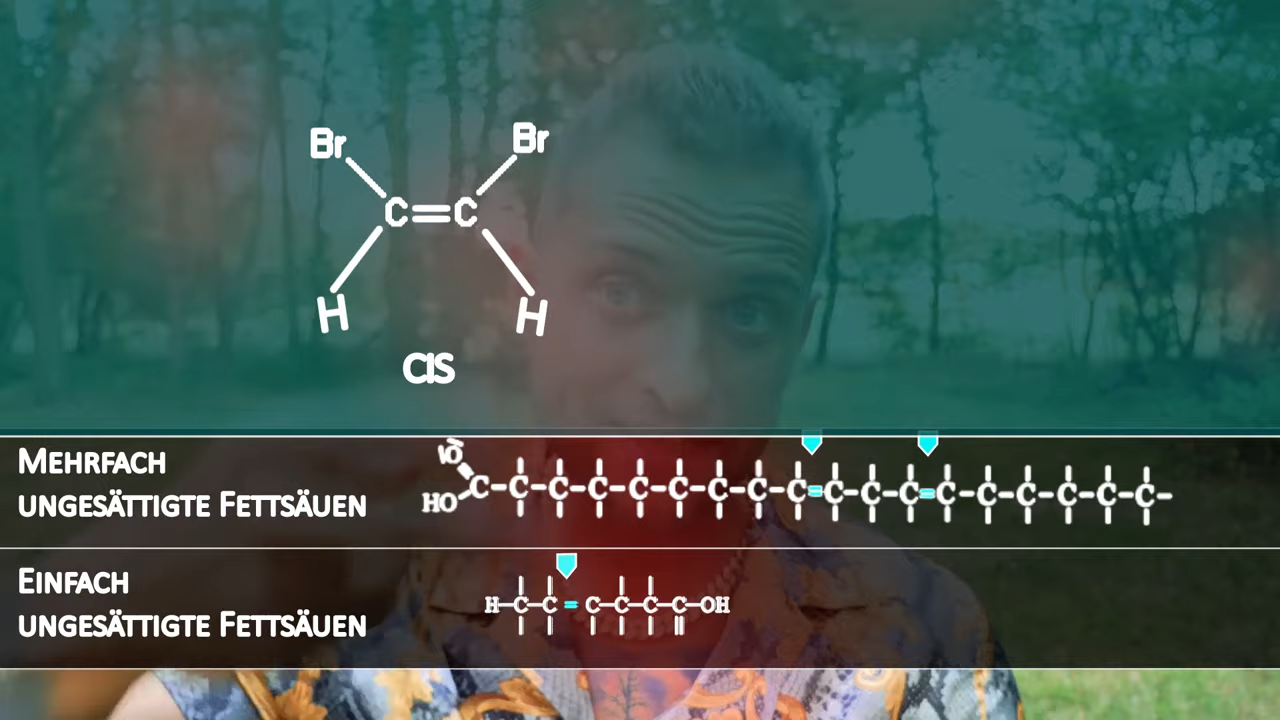 Br Br
C=C
H H
CIS
MEHRFACH
UNGESÄTTIGTE FETTSÄUEN
O
HO C-C-C-C-C-C-C-C-C=C-C-C=C-C-C-C-C-C-
EINFACH
UNGESÄTTIGTE FETTSÄUEN
H-C-C=C-C-C-C-OH